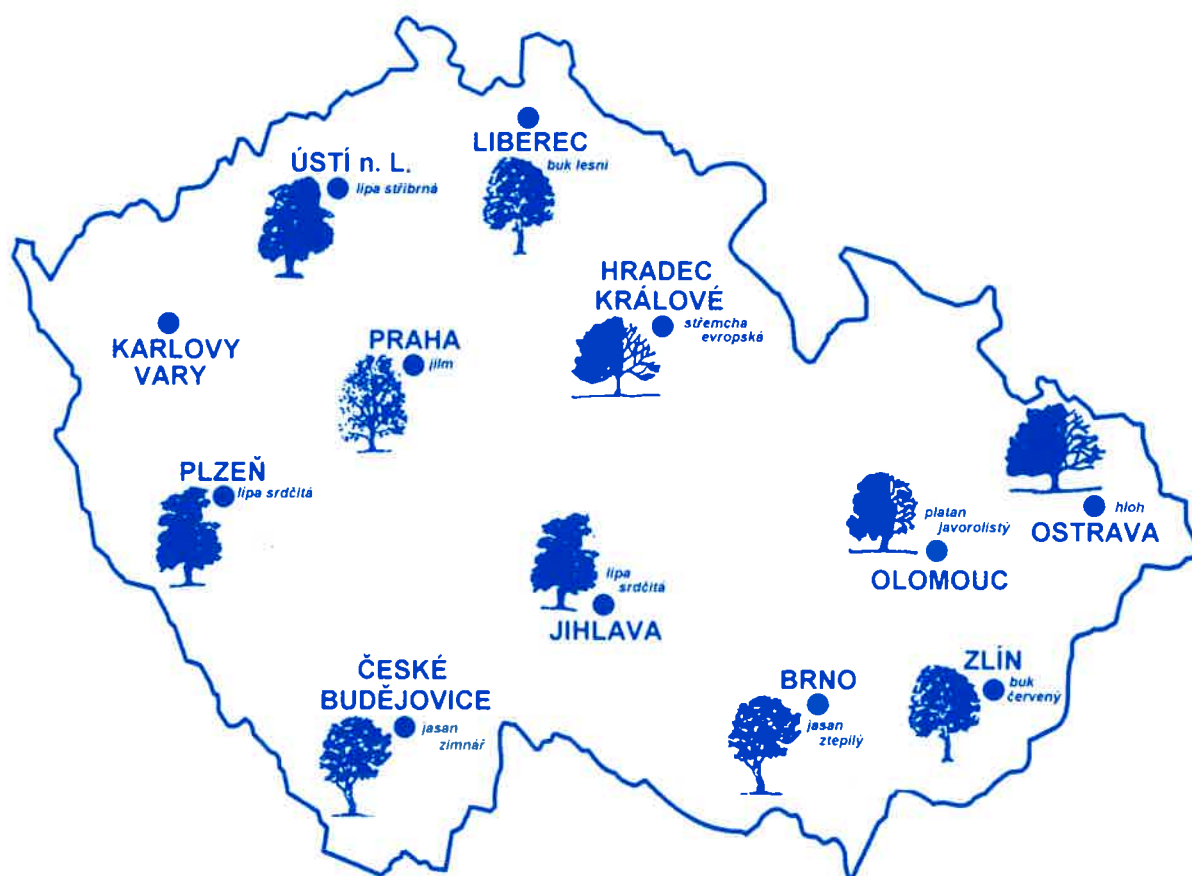 LIBEREC
buk lesní
ÚSTÍ n. L.
lípa stříbrná
HRADEC
KRÁLOVÉ
střemcha
evropská
KARLOVY
VARY
PRAHA
jilm
PLZEŇ
lípa srdčitá
platan
javorolistý
OLOMOUC
hloh
OSTRAVA
lípa
srdčitá
JIHLAVA
ČESKÉ
BUDĚJOVICE
jasan
zimnář
BRNO
jasan
ztepilý
ZLÍN
buk
červený